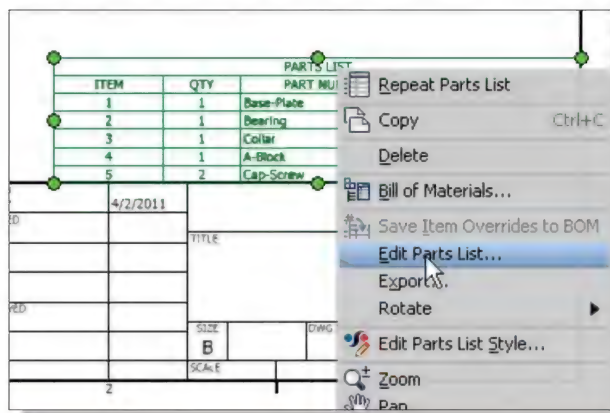 PARTS LIST
ITEM QTY PART NU
1 1 Base-Plate
2 1 Bearing
3 1 Collar
4 1 A-Block
5 2 Cap-Screw
4/2/2011
TITLE
SIZE
B
DWG
SCALE
2
Repeat Parts List
Copy Ctrl+C
Delete
Bill of Materials...
Save Item Overrides to BOM
Edit Parts List...
Export...
Rotate
Edit Parts List Style...
Zoom
Pan